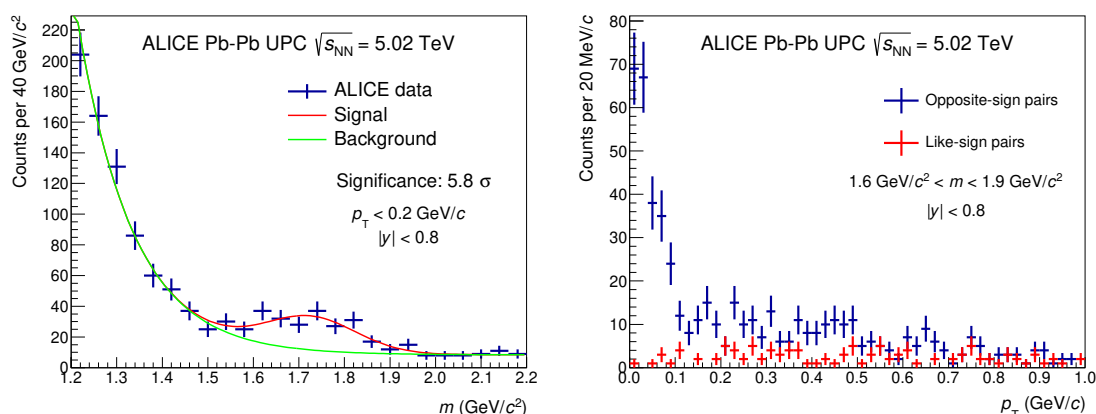 Counts per 40 GeV/c²
220
200
180
160
140
120
100
80
60
40
20
0
ALICE Pb-Pb UPC √sNN = 5.02 TeV
ALICE data
Signal
Background
Significance: 5.8 σ
pT < 0.2 GeV/c
|y| < 0.8
1.2 1.3 1.4 1.5 1.6 1.7 1.8 1.9 2.0 2.1 2.2
m (GeV/c²)
Counts per 20 MeV/c
80
70
60
50
40
30
20
10
0
ALICE Pb-Pb UPC √sNN = 5.02 TeV
Opposite-sign pairs
Like-sign pairs
1.6 GeV/c² < m < 1.9 GeV/c²
|y| < 0.8
0.0 0.1 0.2 0.3 0.4 0.5 0.6 0.7 0.8 0.9 1.0
pT (GeV/c)